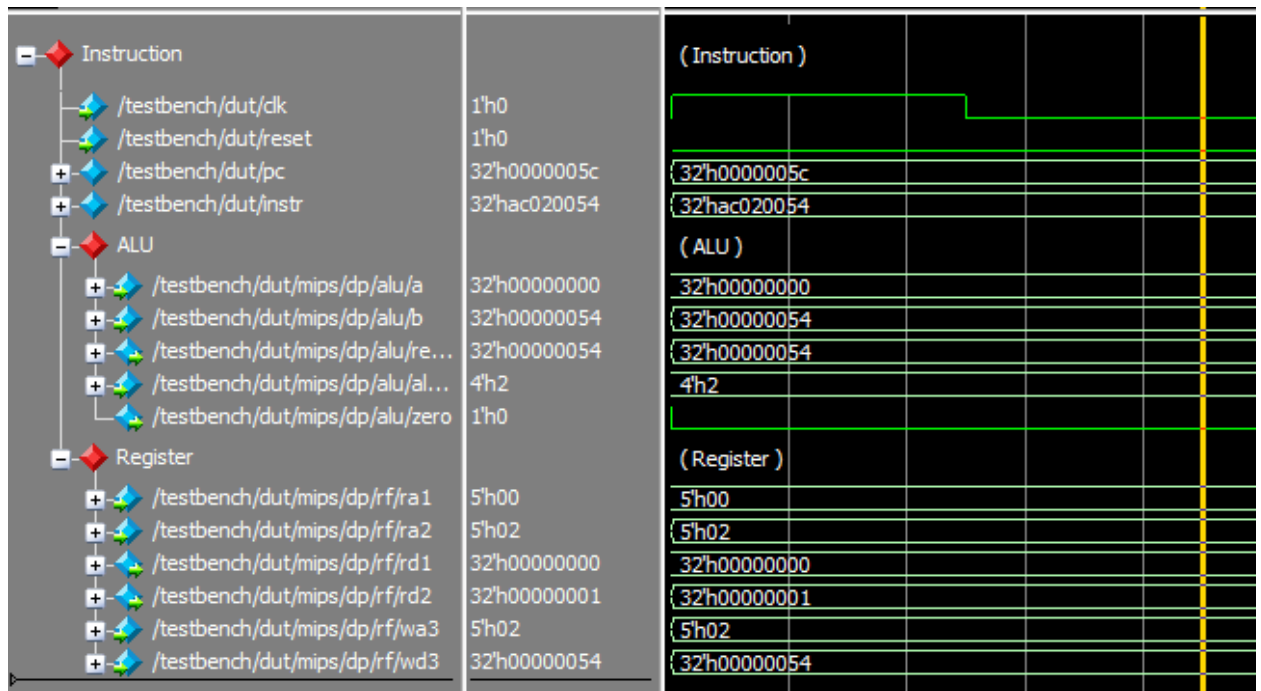 Instruction (Instruction)
/testbench/dut/clk 1'h0
/testbench/dut/reset 1'h0
/testbench/dut/pc 32'h0000005c 32'h0000005c
/testbench/dut/instr 32'hac020054 32'hac020054
ALU (ALU)
/testbench/dut/mips/dp/alu/a 32'h00000000 32'h00000000
/testbench/dut/mips/dp/alu/b 32'h00000054 32'h00000054
/testbench/dut/mips/dp/alu/re... 32'h00000054 32'h00000054
/testbench/dut/mips/dp/alu/al... 4'h2 4'h2
/testbench/dut/mips/dp/alu/zero 1'h0
Register (Register)
/testbench/dut/mips/dp/rf/ra1 5'h00 5'h00
/testbench/dut/mips/dp/rf/ra2 5'h02 5'h02
/testbench/dut/mips/dp/rf/rd1 32'h00000000 32'h00000000
/testbench/dut/mips/dp/rf/rd2 32'h00000001 32'h00000001
/testbench/dut/mips/dp/rf/wa3 5'h02 5'h02
/testbench/dut/mips/dp/rf/wd3 32'h00000054 32'h00000054